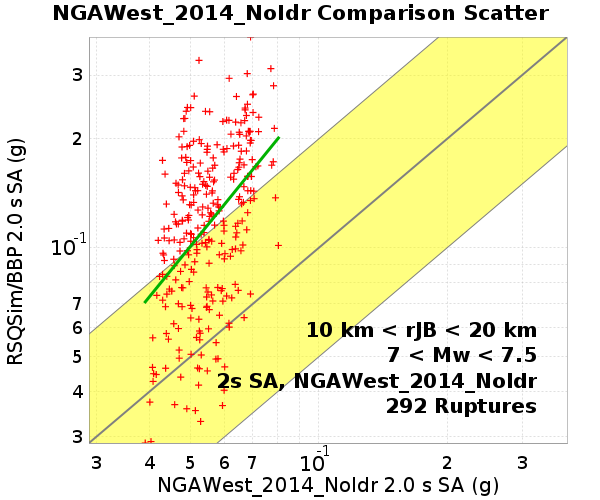 NGAWest_2014_NoIdr Comparison Scatter
RSQSim/BBP 2.0 s SA (g)
3
2
10-1
7
6
5
4
3
10 km < rJB < 20 km
7 < Mw < 7.5
2s SA, NGAWest_2014_NoIdr
292 Ruptures
3 4 5 6 7 10-1 2 3
NGAWest_2014_NoIdr 2.0 s SA (g)